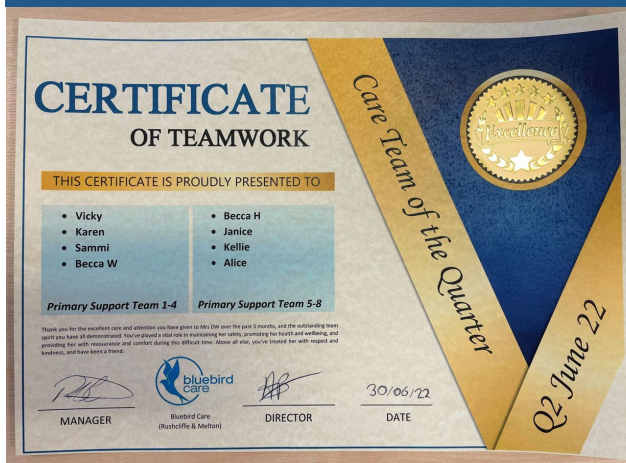 CERTIFICATE
OF TEAMWORK
THIS CERTIFICATE IS PROUDLY PRESENTED TO
• Vicky
• Karen
• Sammi
• Becca W
Primary Support Team 1-4
• Becca H
• Janice
• Kellie
• Alice
Primary Support Team 5-8
Thank you for the excellent care and attention you have given to Mrs DW over the past 3 months, and the outstanding team
spirit you have all demonstrated. You've played a vital role in maintaining her safety, promoting her health and wellbeing, and
providing her with reassurance and comfort during this difficult time. Above all else, you've treated her with respect and
kindness, and have been a friend.
MANAGER
bluebird
care
Bluebird Care
(Rushcliffe & Melton)
DIRECTOR
30/06/22
DATE
Care Team of the Quarter
Excellency
Q2 June 22